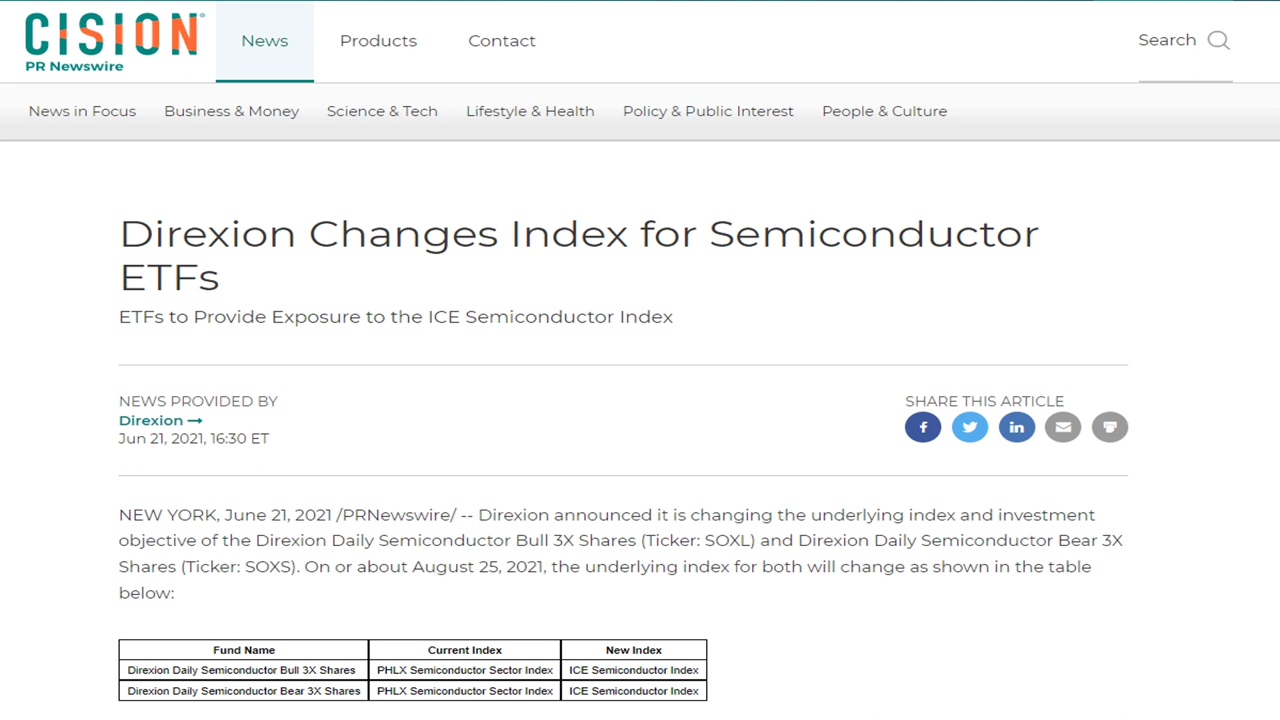 CISION
PR Newswire
News
Products
Contact
Search
News in Focus
Business & Money
Science & Tech
Lifestyle & Health
Policy & Public Interest
People & Culture
Direxion Changes Index for Semiconductor
ETFs
ETFs to Provide Exposure to the ICE Semiconductor Index
NEWS PROVIDED BY
Direxion →
Jun 21, 2021, 16:30 ET
SHARE THIS ARTICLE
NEW YORK, June 21, 2021 /PRNewswire/ -- Direxion announced it is changing the underlying index and investment
objective of the Direxion Daily Semiconductor Bull 3X Shares (Ticker: SOXL) and Direxion Daily Semiconductor Bear 3X
Shares (Ticker: SOXS). On or about August 25, 2021, the underlying index for both will change as shown in the table
below:
Fund Name Current Index New Index
Direxion Daily Semiconductor Bull 3X Shares PHLX Semiconductor Sector Index ICE Semiconductor Index
Direxion Daily Semiconductor Bear 3X Shares PHLX Semiconductor Sector Index ICE Semiconductor Index